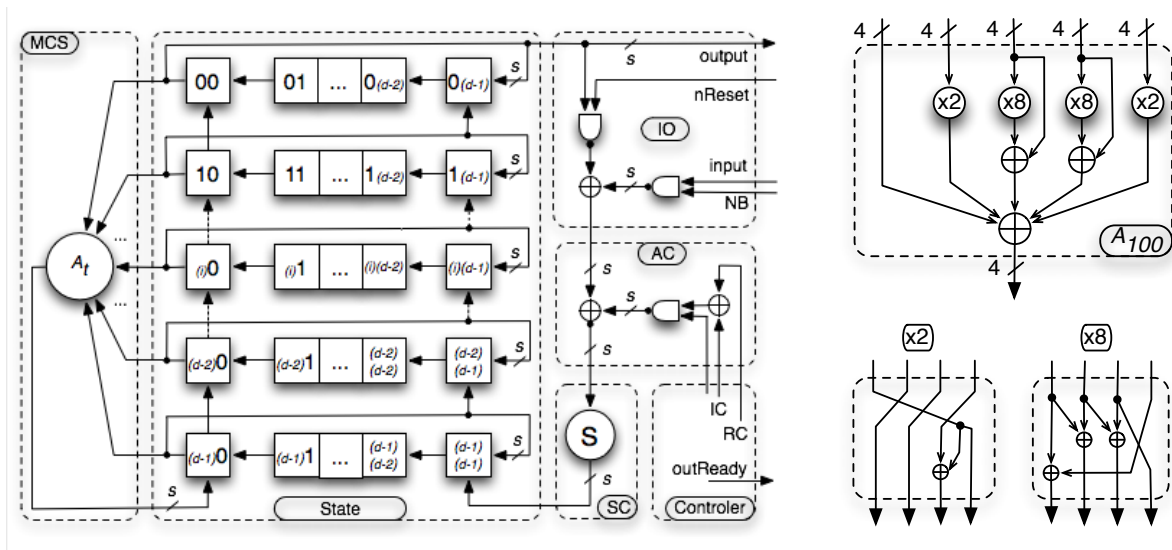 MCS
s
output
s
00
01
...
0(d-2)
0(d-1)
nReset
IO
s
input
10
11
...
1(d-2)
1(d-1)
s
NB
...
A_t
(i)0
(i)1
...
(i)(d-2)
(i)(d-1)
s
AC
s
...
s
(d-2)0
(d-2)1
...
(d-2)
(d-2)
(d-2)
(d-1)
s
s
IC
RC
(d-1)0
(d-1)1
...
(d-1)
(d-2)
(d-1)
(d-1)
s
S
outReady
s
s
State
SC
Controler
4
4
4
4
4
x2
x8
x8
x2
A_100
4
x2
x8